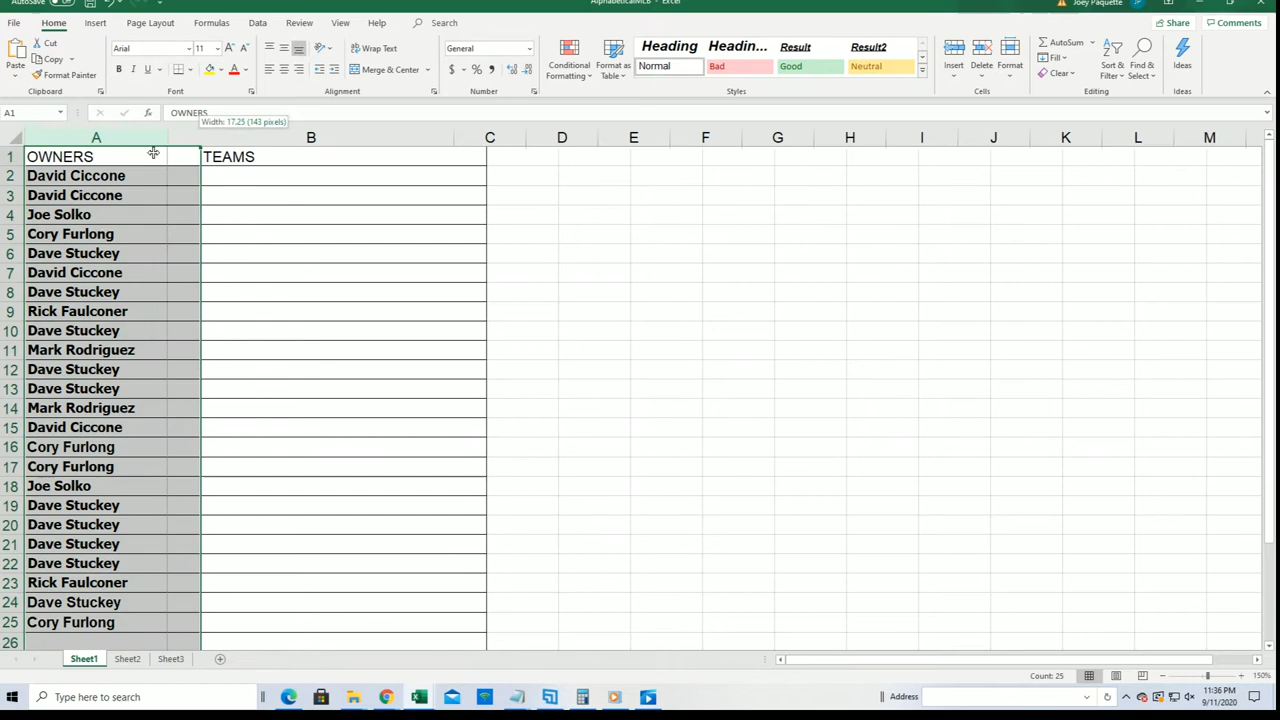 AutoSave
AlphabeticalMLB - Excel
Joey Paquette
File Home Insert Page Layout Formulas Data Review View Help Search
Share Comments
Paste
Cut
Copy
Format Painter
Clipboard
Arial 11
B I U
Font
Wrap Text
Merge & Center
Alignment
General
$ % ,
Number
Conditional Formatting
Format as Table
Heading Headin... Result Result2
Normal Bad Good Neutral
Styles
Insert Delete Format
Cells
AutoSum
Fill
Clear
Sort & Filter
Find & Select
Editing
Ideas
Ideas
A1 fx OWNERS
Width: 17.25 (143 pixels)
A B C D E F G H I J K L M
1 OWNERS TEAMS
2 David Ciccone
3 David Ciccone
4 Joe Solko
5 Cory Furlong
6 Dave Stuckey
7 David Ciccone
8 Dave Stuckey
9 Rick Faulconer
10 Dave Stuckey
11 Mark Rodriguez
12 Dave Stuckey
13 Dave Stuckey
14 Mark Rodriguez
15 David Ciccone
16 Cory Furlong
17 Cory Furlong
18 Joe Solko
19 Dave Stuckey
20 Dave Stuckey
21 Dave Stuckey
22 Dave Stuckey
23 Rick Faulconer
24 Dave Stuckey
25 Cory Furlong
26
Sheet1 Sheet2 Sheet3
Count: 25
150%
Type here to search
Address
11:36 PM
9/11/2020